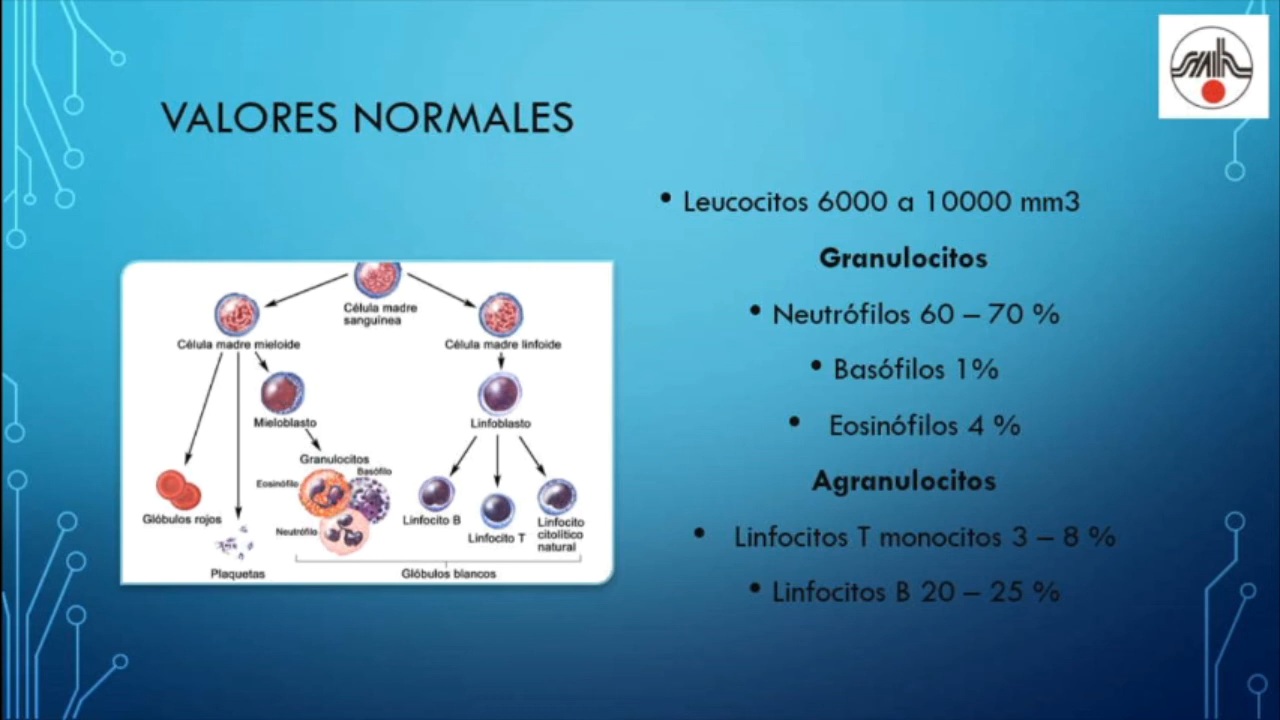 VALORES NORMALES
• Leucocitos 6000 a 10000 mm3
Granulocitos
• Neutrófilos 60 – 70 %
• Basófilos 1%
• Eosinófilos 4 %
Agranulocitos
• Linfocitos T monocitos 3 – 8 %
• Linfocitos B 20 – 25 %
Célula madre
sanguínea
Célula madre mieloide
Célula madre linfoide
Mieloblasto
Linfoblasto
Granulocitos
Basófilo
Eosinófilo
Neutrófilo
Glóbulos rojos
Plaquetas
Linfocito B
Linfocito T
Linfocito
citolítico
natural
Glóbulos blancos